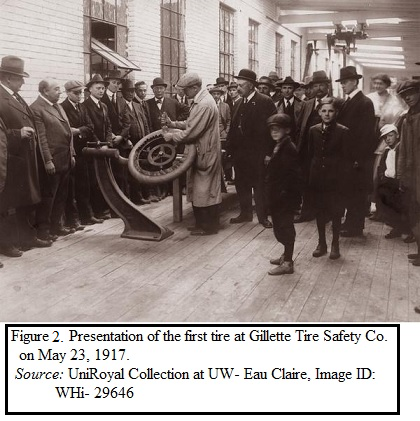 Figure 2. Presentation of the first tire at Gillette Tire Safety Co.
on May 23, 1917.
Source: UniRoyal Collection at UW- Eau Claire, Image ID:
WHi- 29646